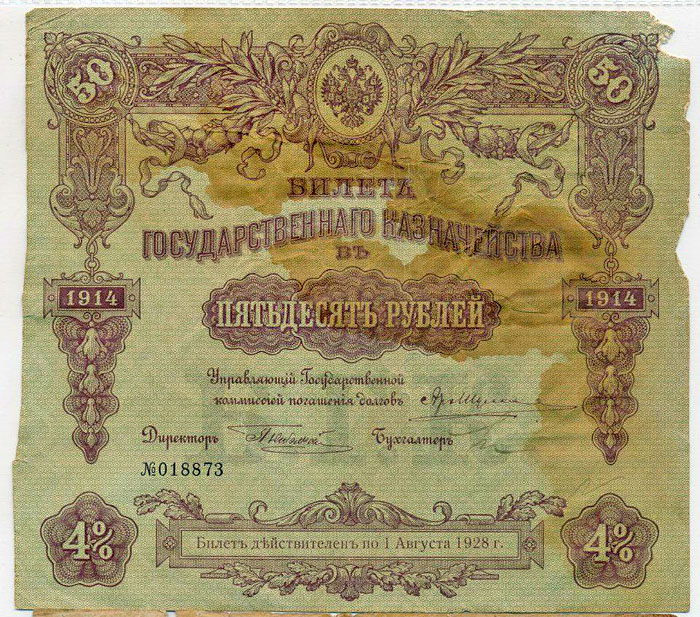 50 50
БИЛЕТЪ
ГОСУДАРСТВЕННАГО КАЗНАЧЕЙСТВА
ВЪ
1914 ПЯТЬДЕСЯТЪ РУБЛЕЙ 1914
Управляющій Государственной
коммиссіей погашенія долговъ
Директоръ Бухгалтеръ
№018873
4% Билетъ дѣйствителенъ по 1 Августа 1928 г. 4%